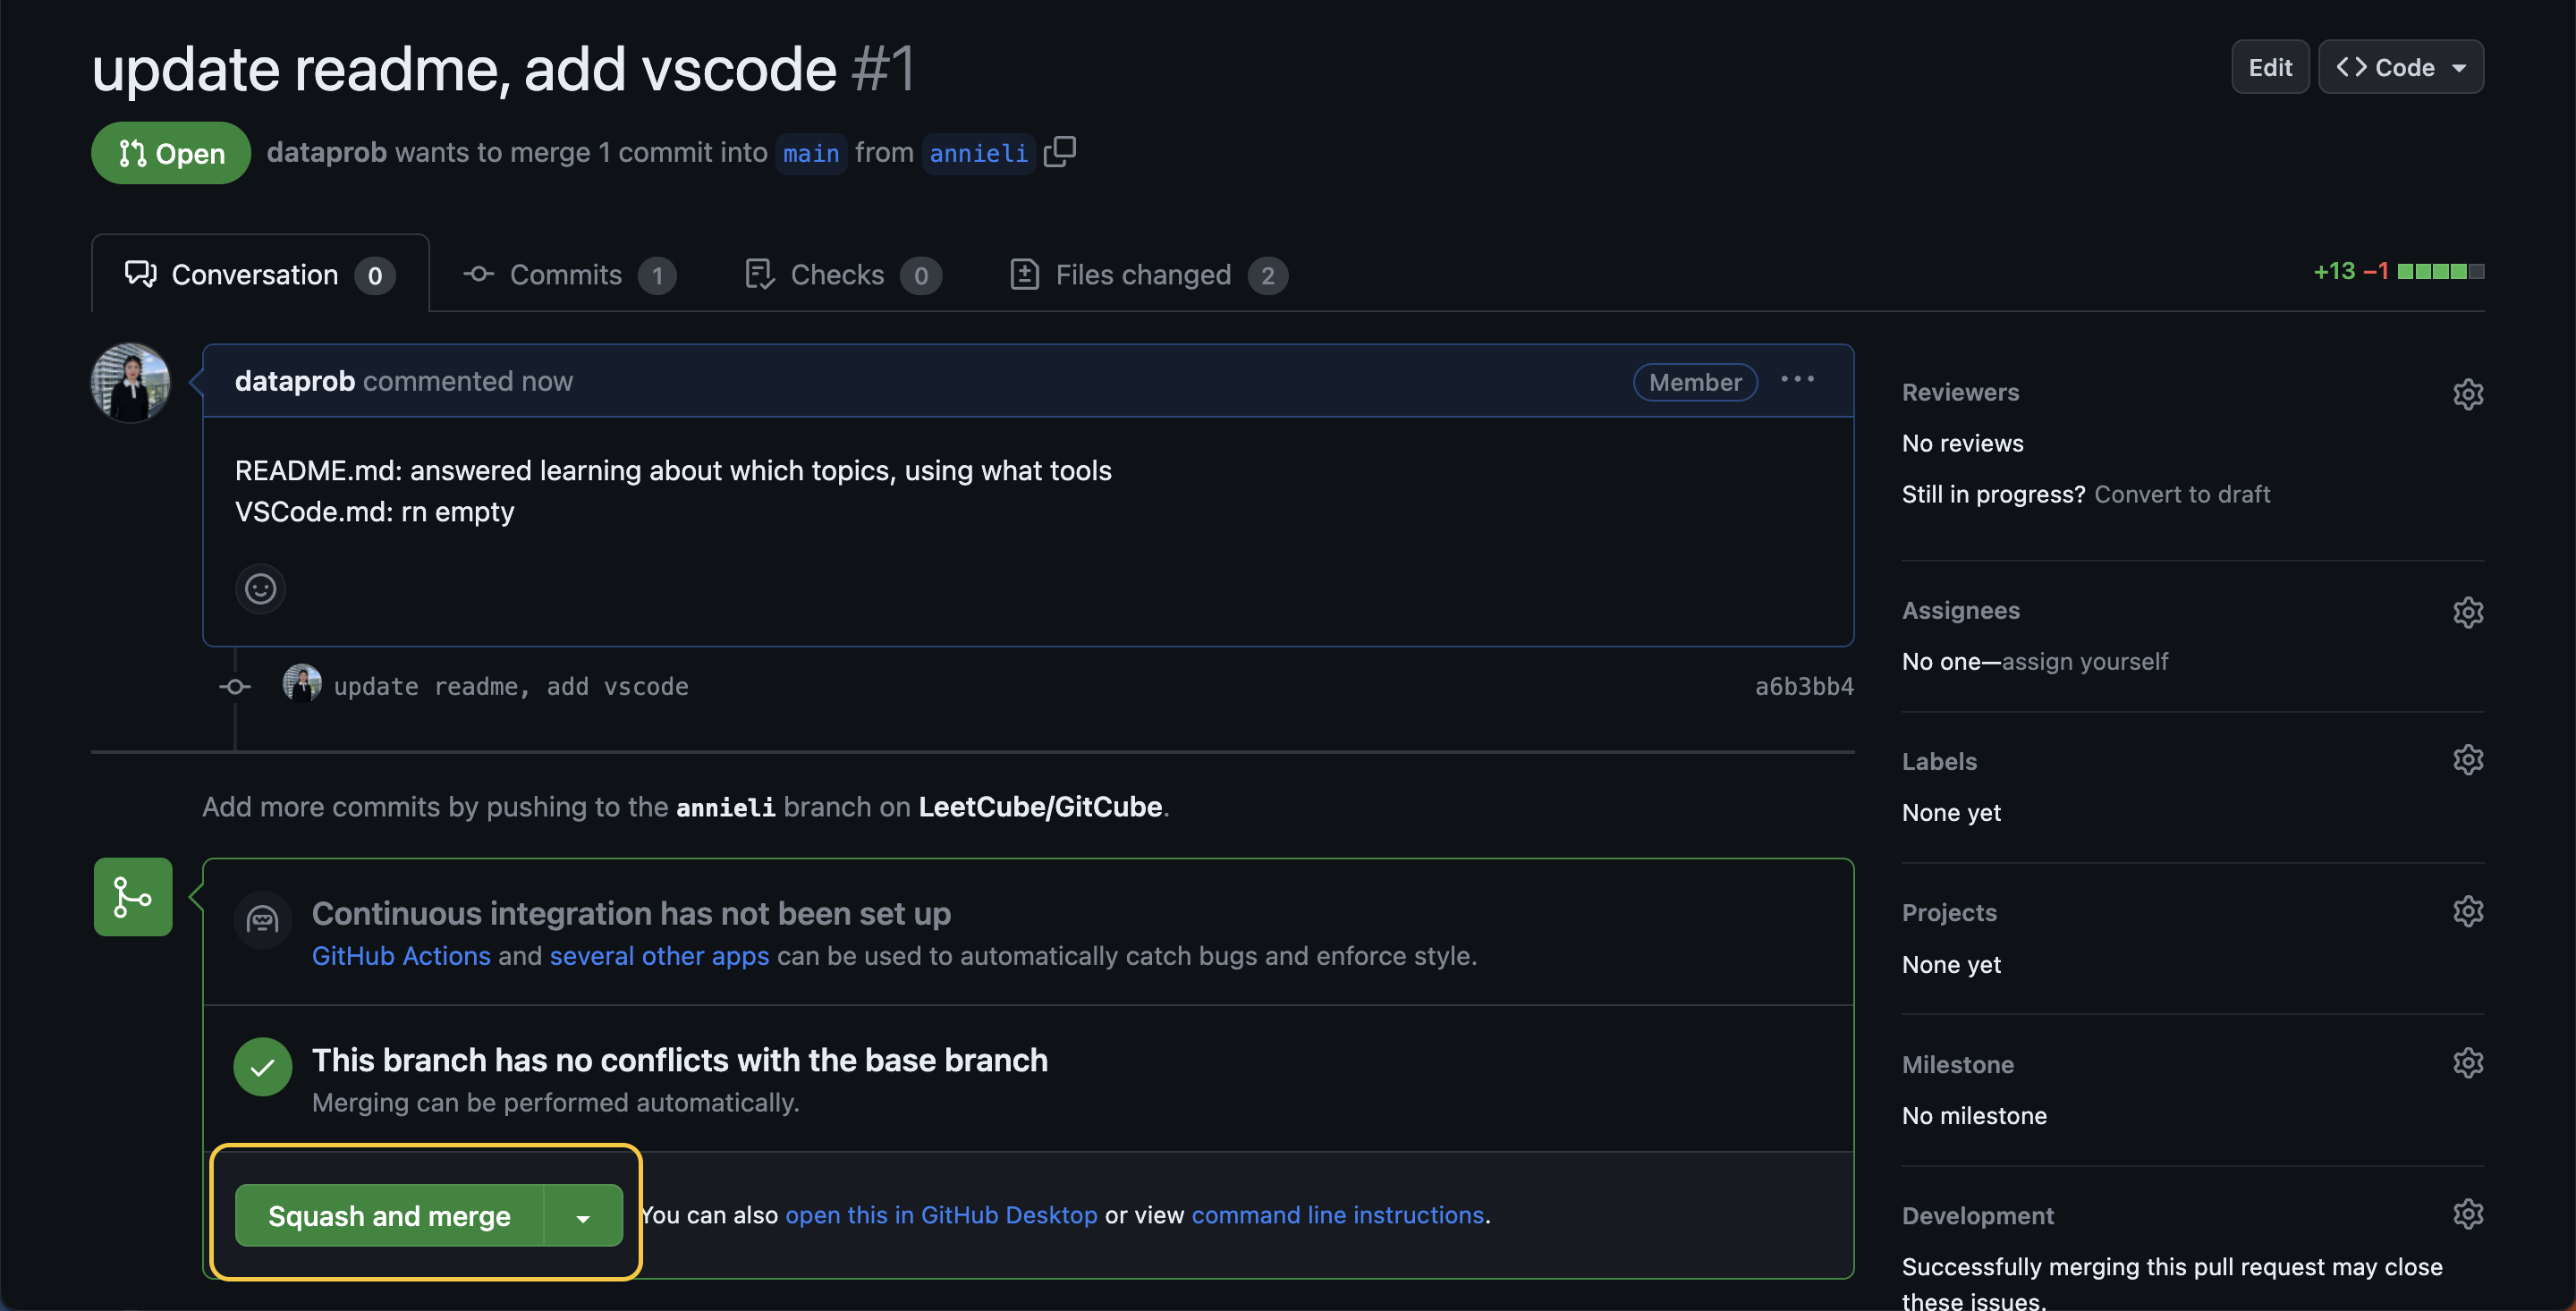 update readme, add vscode #1
Edit
<> Code
Open
dataprob wants to merge 1 commit into main from annieli
Conversation 0
Commits 1
Checks 0
Files changed 2
+13 −1
dataprob commented now
Member
README.md: answered learning about which topics, using what tools
VSCode.md: rn empty
update readme, add vscode
a6b3bb4
Add more commits by pushing to the annieli branch on LeetCube/GitCube.
Continuous integration has not been set up
GitHub Actions and several other apps can be used to automatically catch bugs and enforce style.
This branch has no conflicts with the base branch
Merging can be performed automatically.
Squash and merge
You can also open this in GitHub Desktop or view command line instructions.
Reviewers
No reviews
Still in progress? Convert to draft
Assignees
No one—assign yourself
Labels
None yet
Projects
None yet
Milestone
No milestone
Development
Successfully merging this pull request may close
these issues.